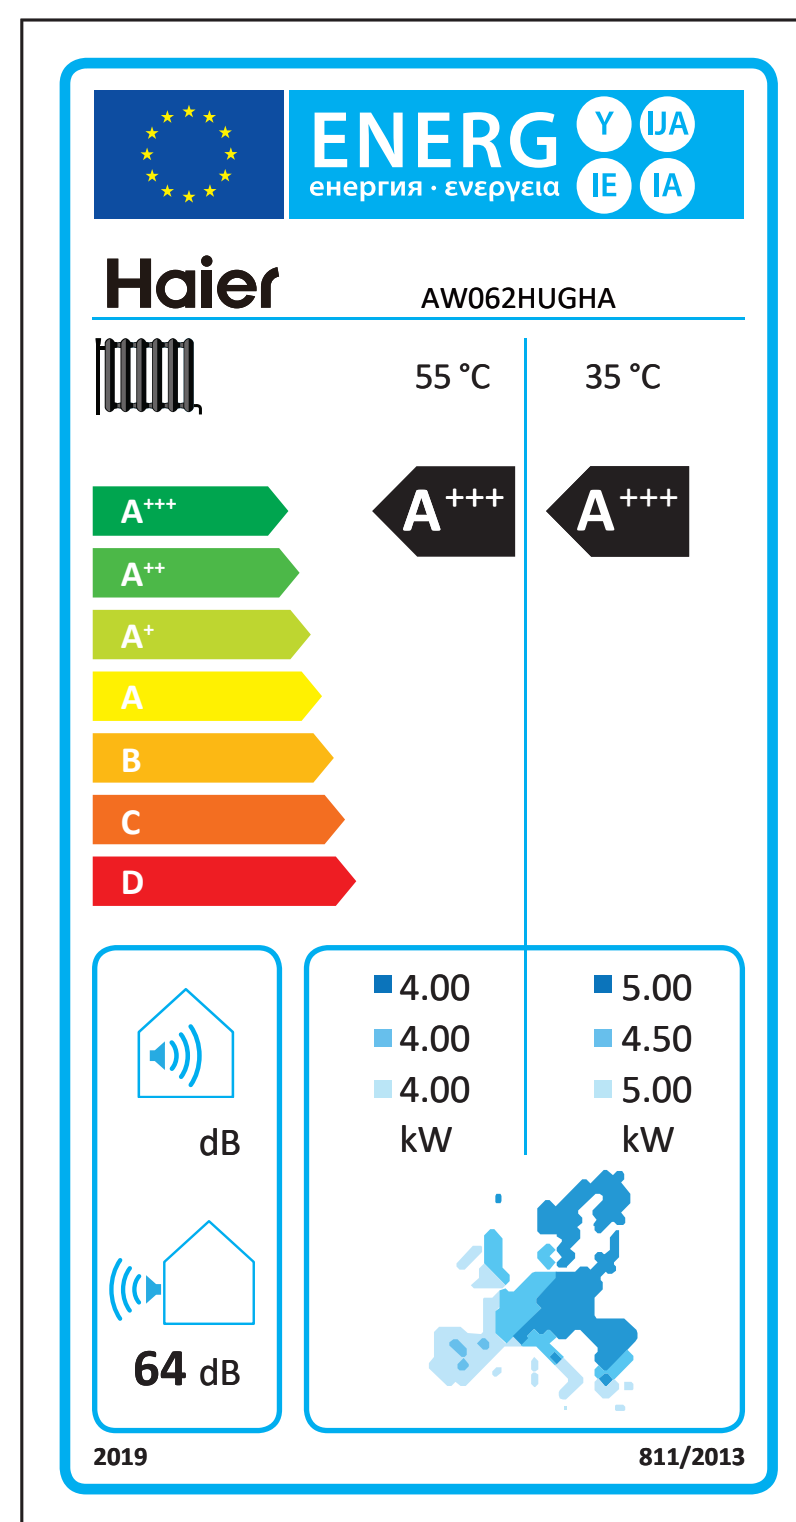 ENERG Y IJA
енергия · ενεργεια IE IA
Haier AW062HUGHA
55 °C 35 °C
A+++ A+++ A+++
A++
A+
A
B
C
D
4.00 5.00
4.00 4.50
4.00 5.00
dB kW kW
64 dB
2019 811/2013